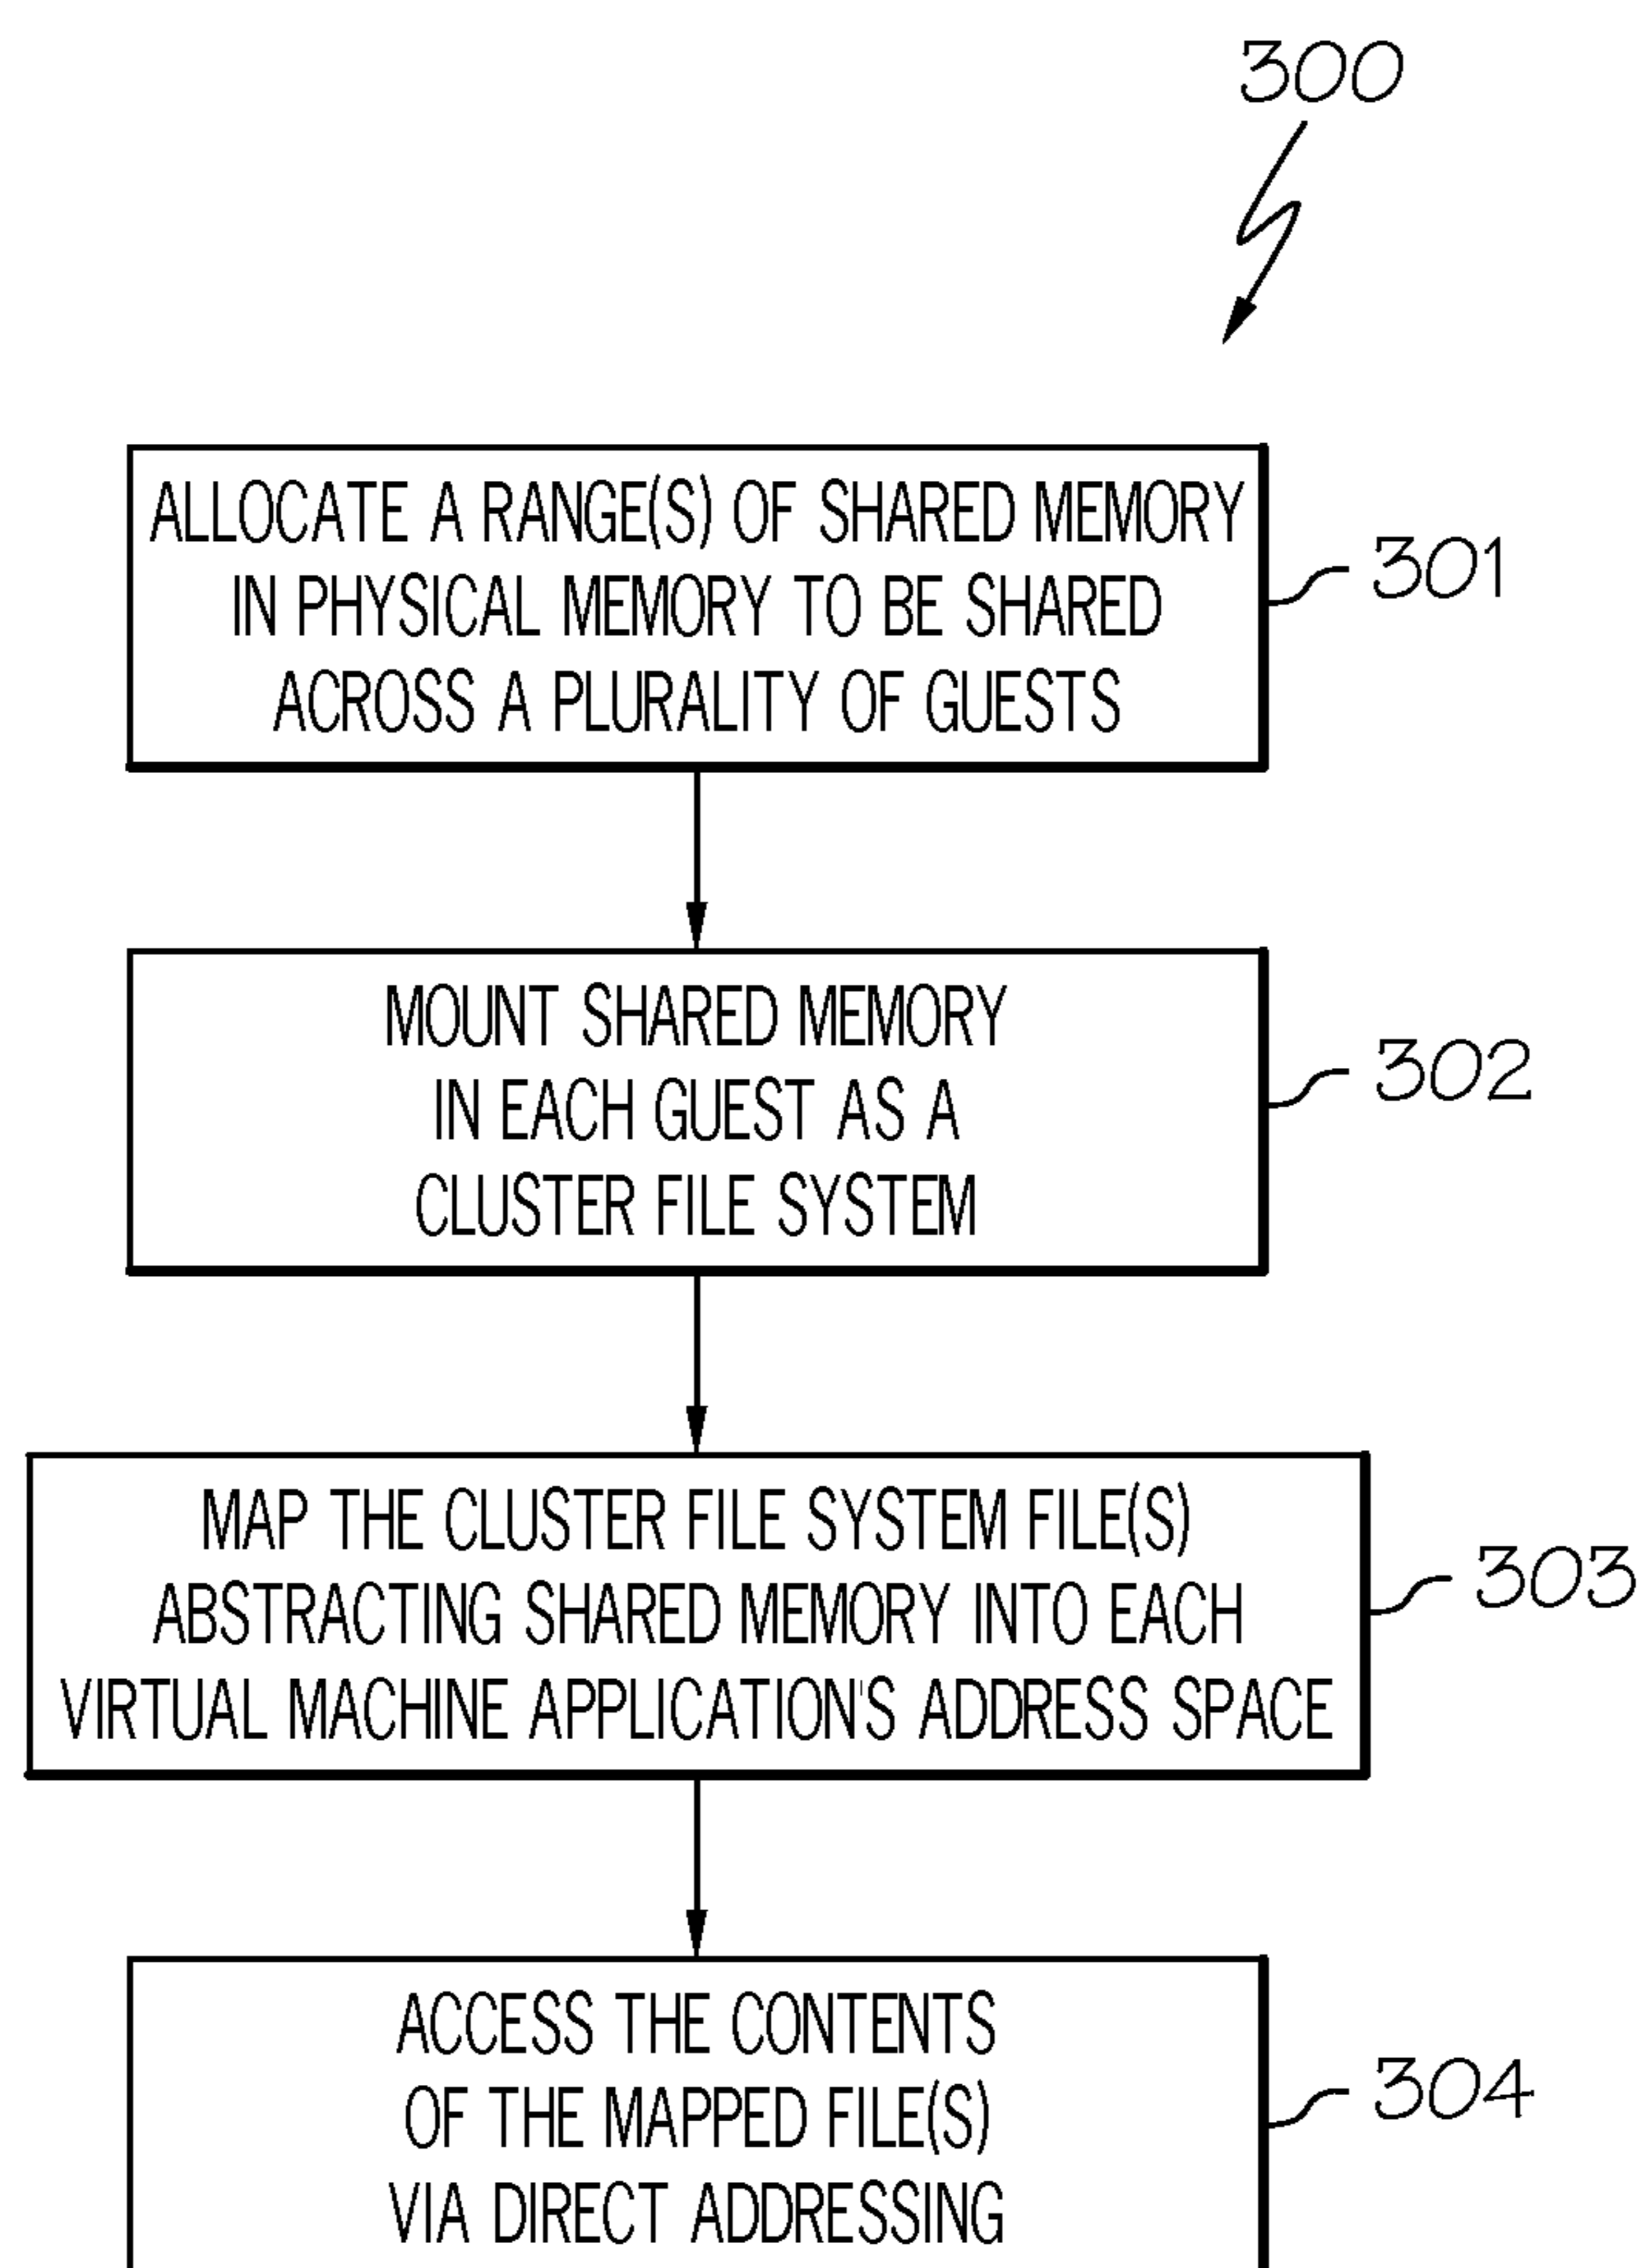 300
ALLOCATE A RANGE(S) OF SHARED MEMORY
IN PHYSICAL MEMORY TO BE SHARED
ACROSS A PLURALITY OF GUESTS
301
MOUNT SHARED MEMORY
IN EACH GUEST AS A
CLUSTER FILE SYSTEM
302
MAP THE CLUSTER FILE SYSTEM FILE(S)
ABSTRACTING SHARED MEMORY INTO EACH
VIRTUAL MACHINE APPLICATION'S ADDRESS SPACE
303
ACCESS THE CONTENTS
OF THE MAPPED FILE(S)
VIA DIRECT ADDRESSING
304